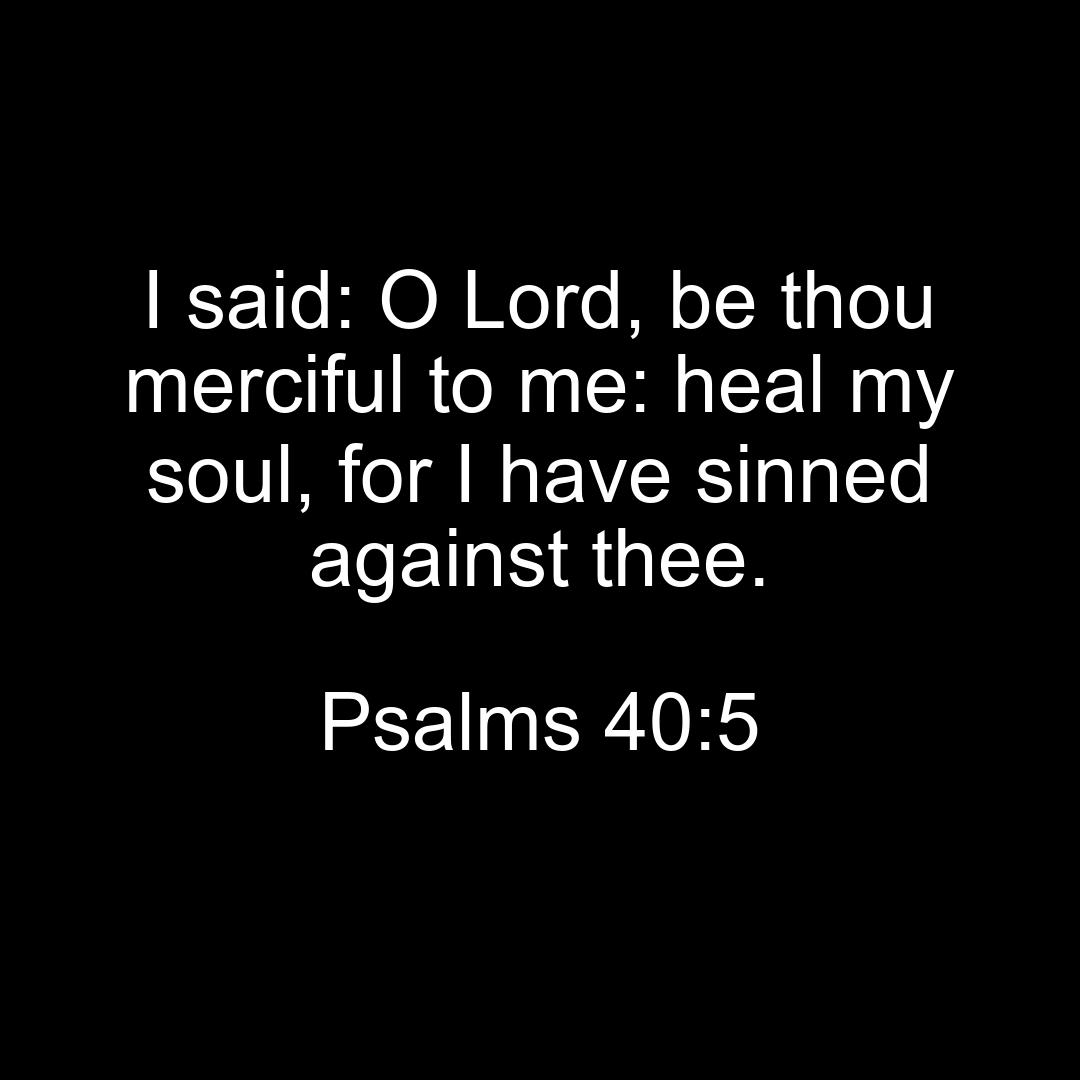 I said: O Lord, be thou
merciful to me: heal my
soul, for I have sinned
against thee.
Psalms 40:5